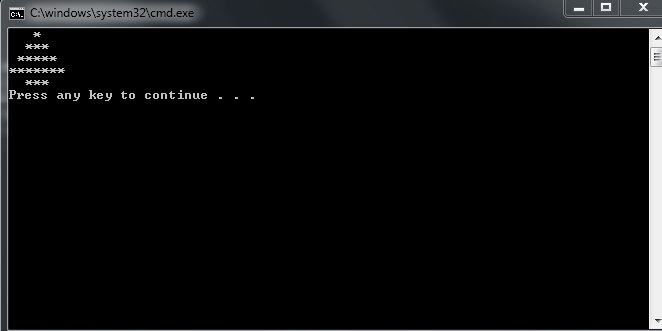 C:\windows\system32\cmd.exe
   *
  ***
 *****
*******
  ***
Press any key to continue . . .